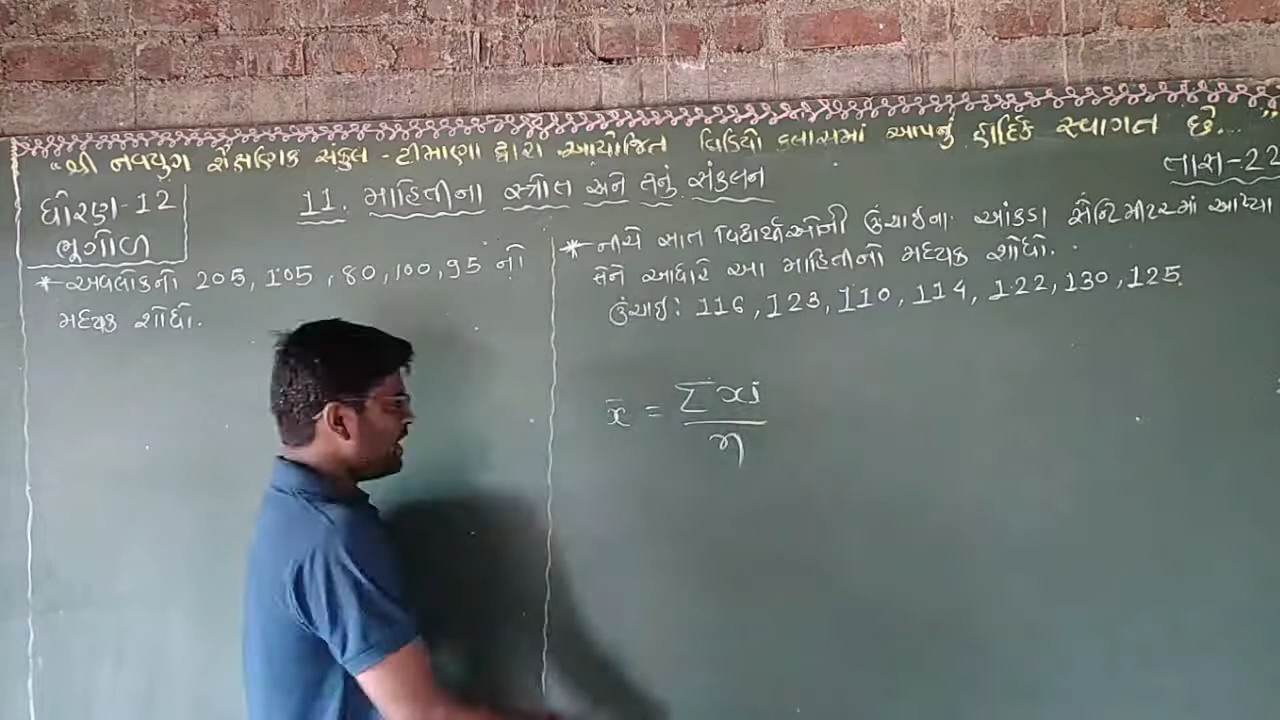 "શ્રી નવયુગ શૈક્ષણિક સંકુલ - ટીમાણા દ્વારા આયોજિત વિડિયો કલાસમાં આપનું હાર્દિક સ્વાગત છે..."
તાસ-22
ધોરણ-12
ભૂગોળ
11. માહિતીના સ્ત્રોત અને તેનું સંકલન
* અવલોકનો 205, 105, 80, 100, 95 નો
મધ્યક શોધો.
* નીચે સાત વિદ્યાર્થીઓની ઉંચાઈના આંકડા સેન્ટિમીટરમાં આપ્યા
તેને આધારે આ માહિતીનો મધ્યક શોધો.
ઉંચાઈ: 116, 123, 110, 114, 122, 130, 125.
x̄ = Σxi / n